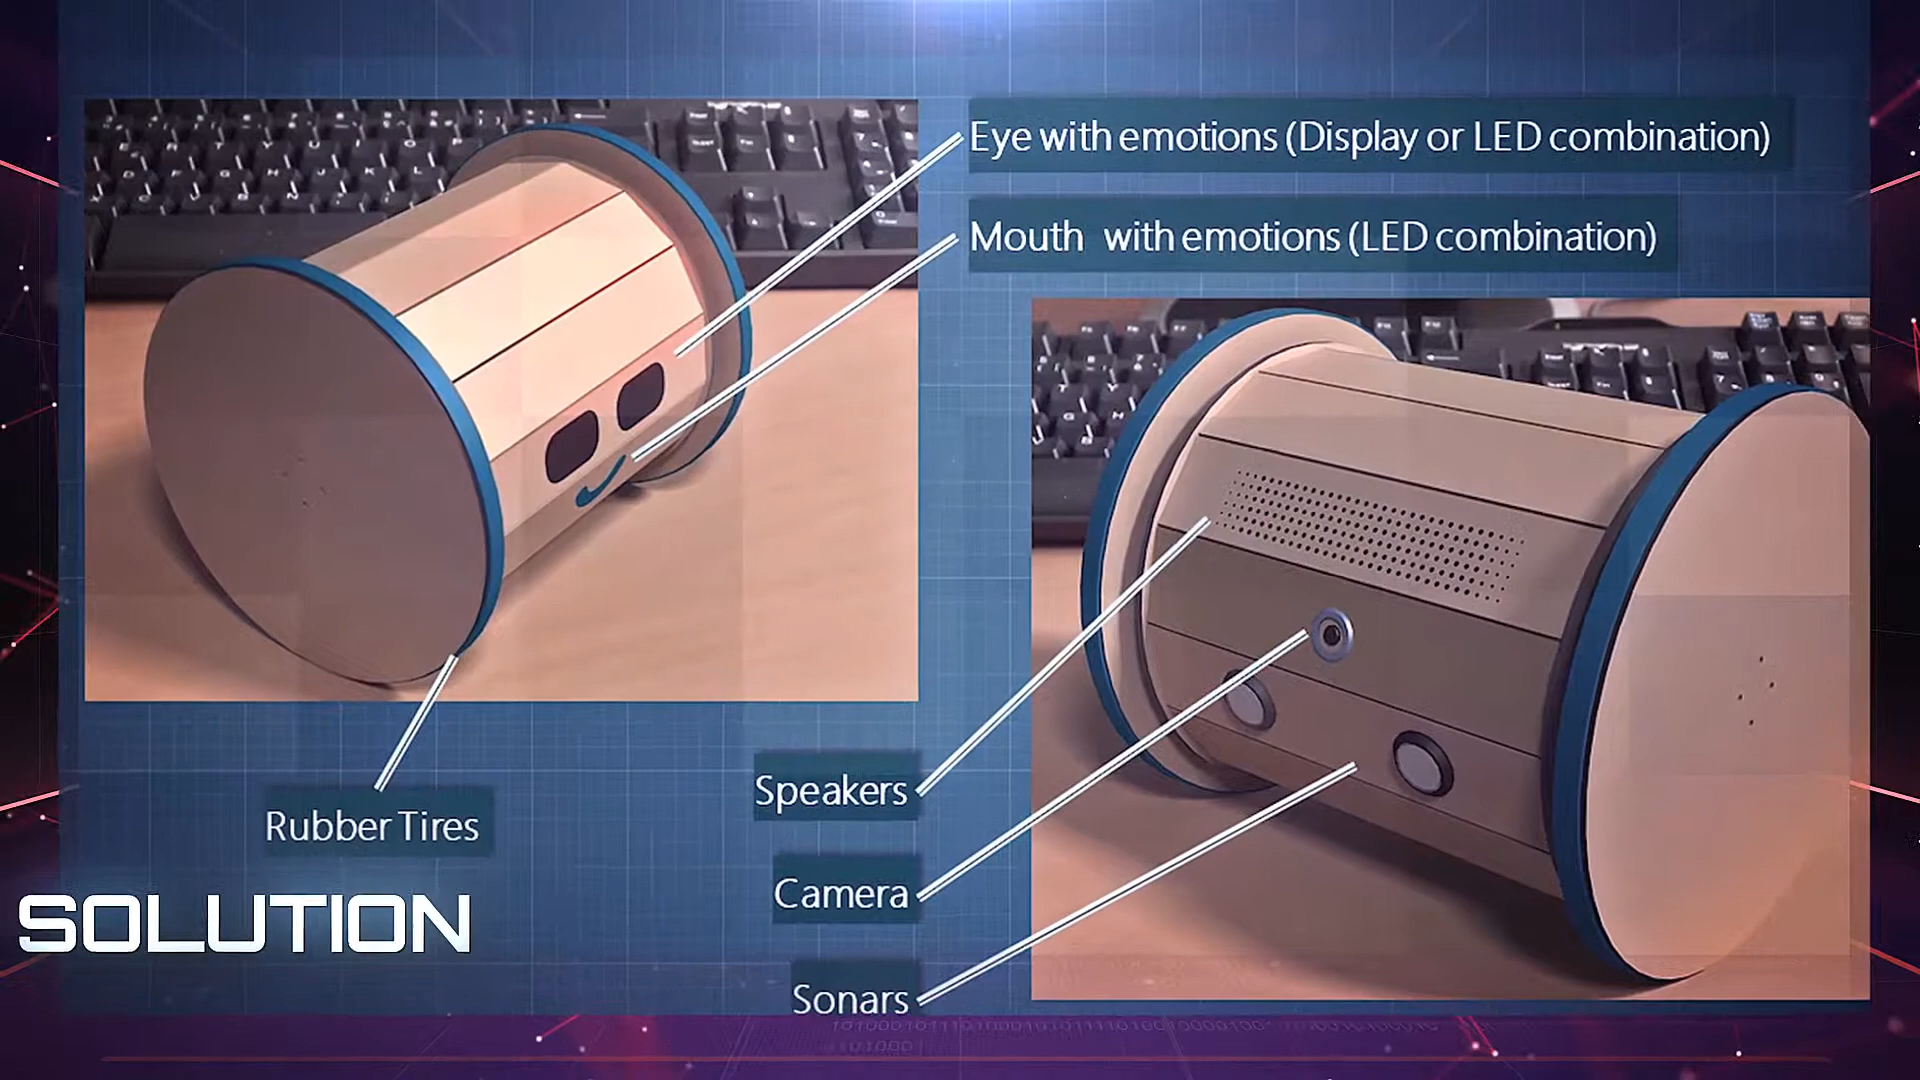 Eye with emotions (Display or LED combination)
Mouth with emotions (LED combination)
Rubber Tires
Speakers
Camera
Sonars
SOLUTION